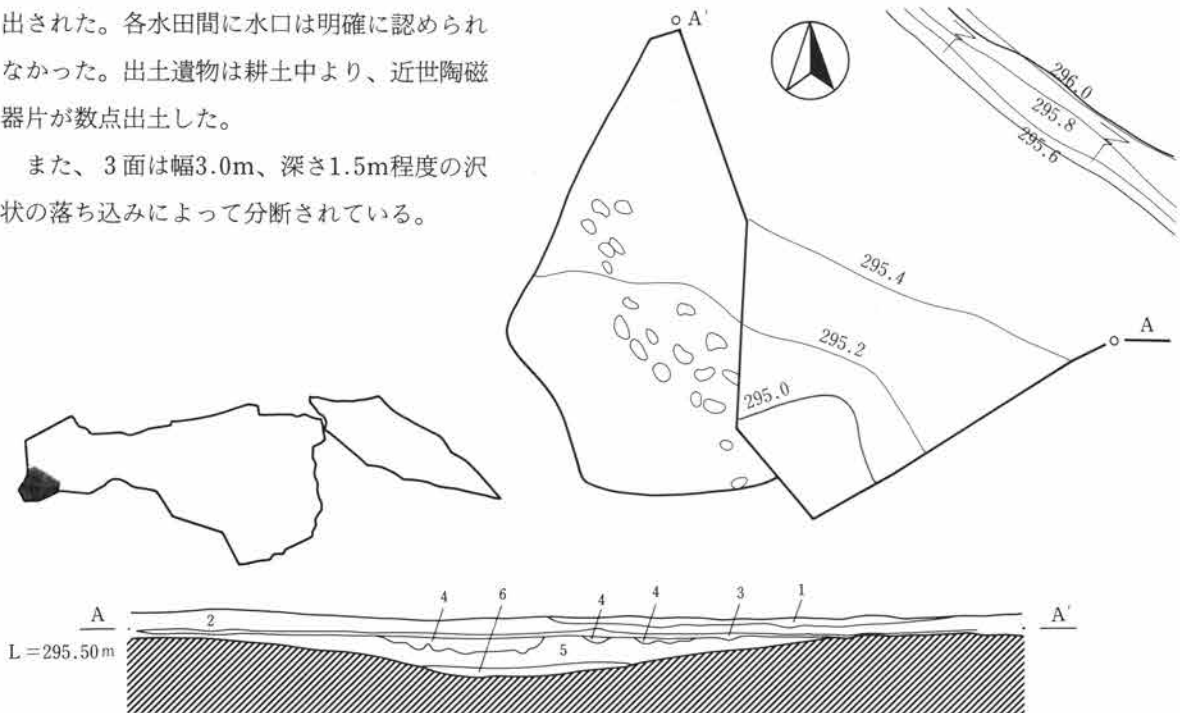 出された。各水田間に水口は明確に認められ
なかった。出土遺物は耕土中より、近世陶磁
器片が数点出土した。
また、3面は幅3.0m、深さ1.5m程度の沢
状の落ち込みによって分断されている。
A'
296.0
295.8
295.6
295.4
295.2
295.0
A
A
L=295.50m
2
4
6
4
4
3
1
5
A'